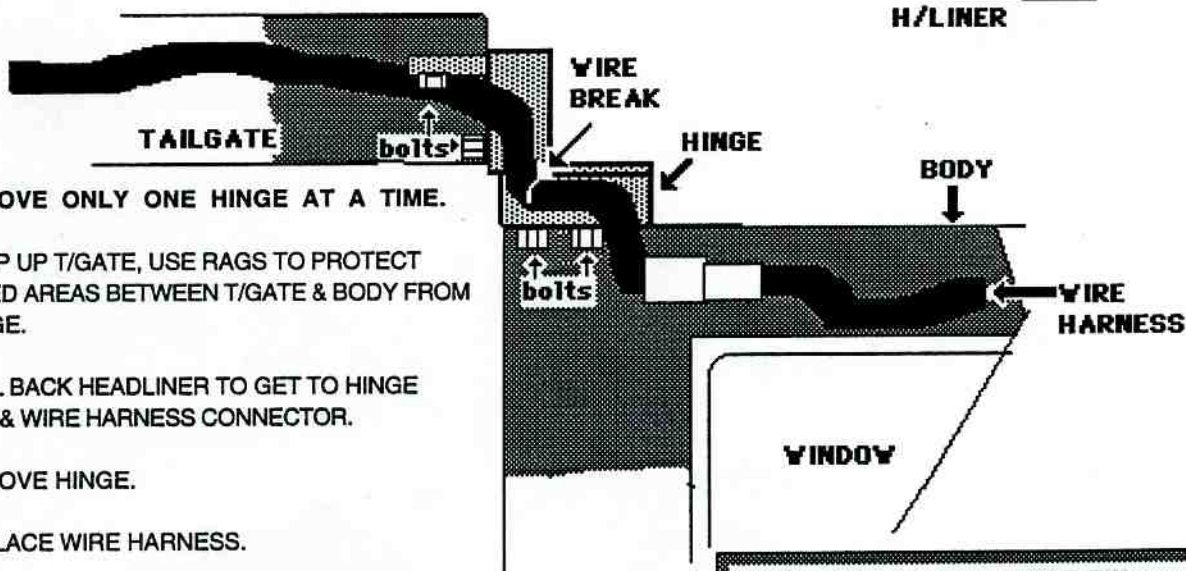 H/LINER
WIRE
BREAK
TAILGATE
bolts
HINGE
BODY
OVE ONLY ONE HINGE AT A TIME.
P UP T/GATE, USE RAGS TO PROTECT
ED AREAS BETWEEN T/GATE & BODY FROM
GE.
bolts
WIRE
HARNESS
L BACK HEADLINER TO GET TO HINGE
& WIRE HARNESS CONNECTOR.
WINDOW
OVE HINGE.
LACE WIRE HARNESS.